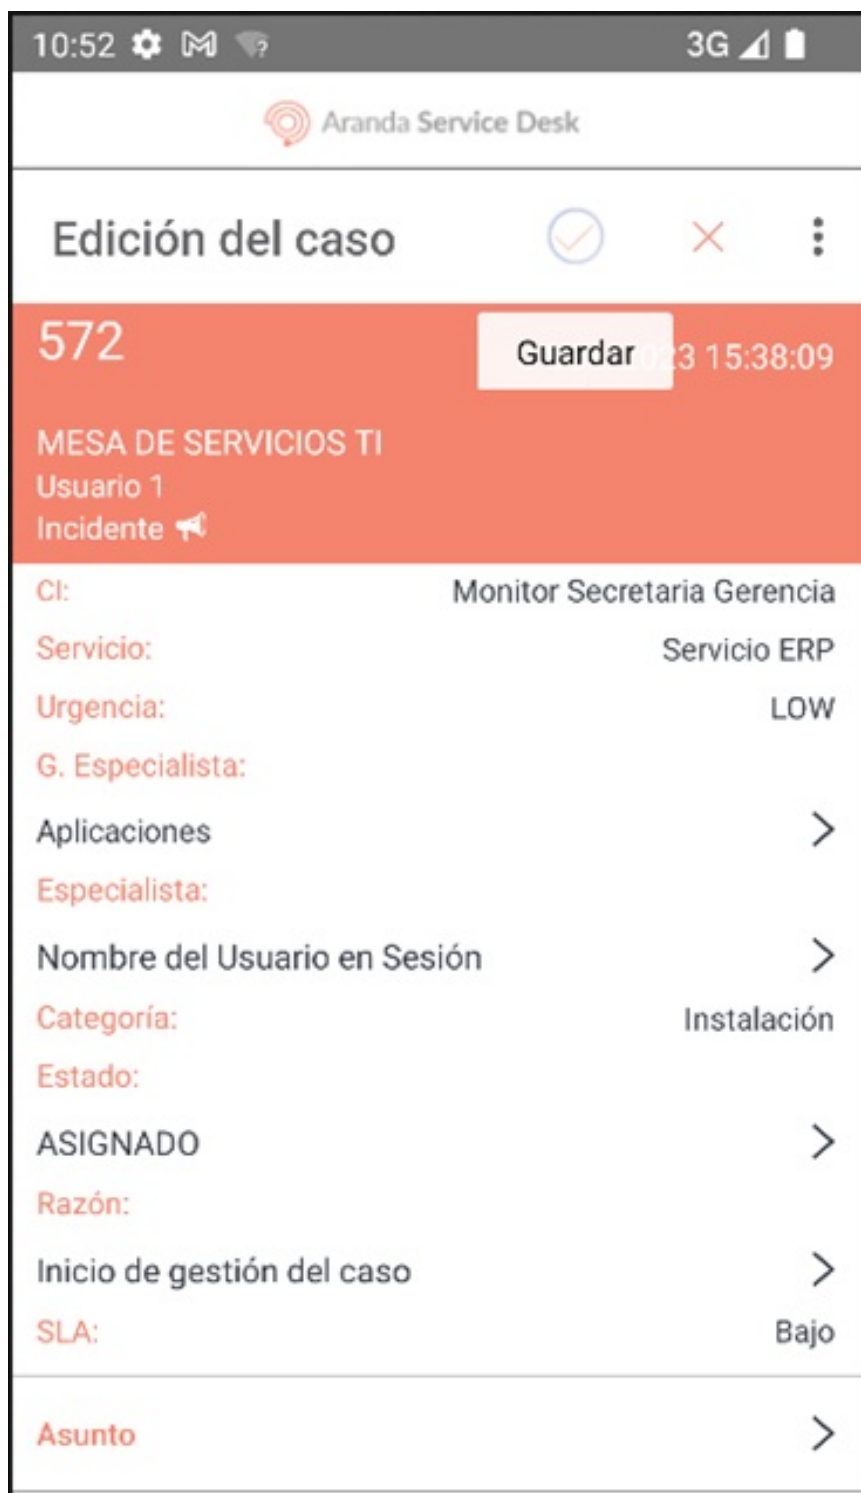 10:52
3G
Aranda Service Desk
Edición del caso
572
Guardar
23 15:38:09
MESA DE SERVICIOS TI
Usuario 1
Incidente
CI:
Monitor Secretaria Gerencia
Servicio:
Servicio ERP
Urgencia:
LOW
G. Especialista:
Aplicaciones
Especialista:
Nombre del Usuario en Sesión
Categoría:
Instalación
Estado:
ASIGNADO
Razón:
Inicio de gestión del caso
SLA:
Bajo
Asunto